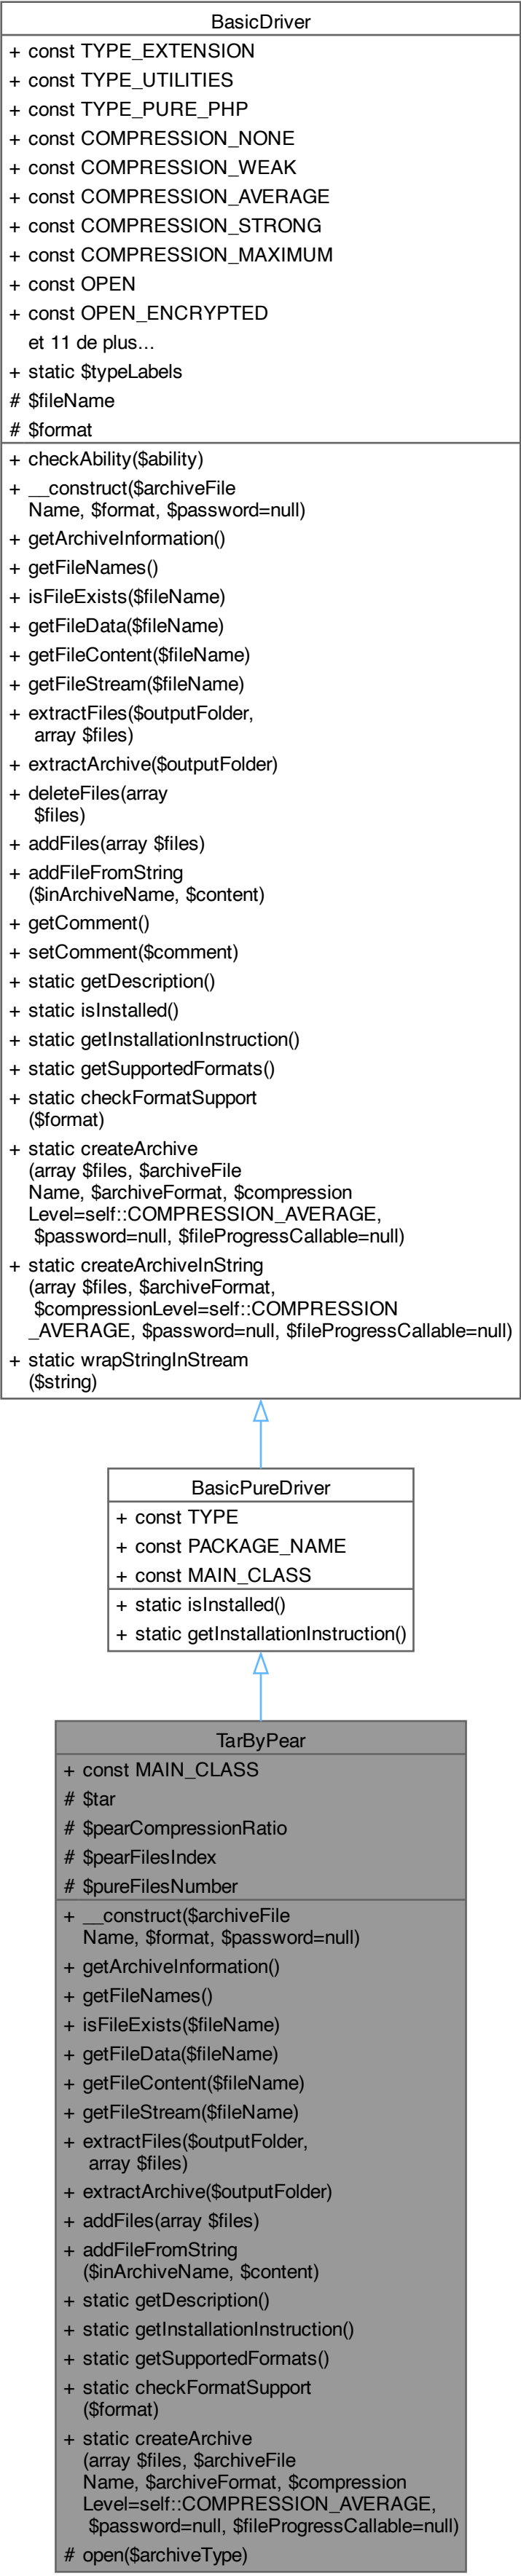 BasicDriver
+ const TYPE_EXTENSION
+ const TYPE_UTILITIES
+ const TYPE_PURE_PHP
+ const COMPRESSION_NONE
+ const COMPRESSION_WEAK
+ const COMPRESSION_AVERAGE
+ const COMPRESSION_STRONG
+ const COMPRESSION_MAXIMUM
+ const OPEN
+ const OPEN_ENCRYPTED
et 11 de plus...
+ static $typeLabels
# $fileName
# $format
+ checkAbility($ability)
+ __construct($archiveFile
Name, $format, $password=null)
+ getArchiveInformation()
+ getFileNames()
+ isFileExists($fileName)
+ getFileData($fileName)
+ getFileContent($fileName)
+ getFileStream($fileName)
+ extractFiles($outputFolder,
array $files)
+ extractArchive($outputFolder)
+ deleteFiles(array
$files)
+ addFiles(array $files)
+ addFileFromString
($inArchiveName, $content)
+ getComment()
+ setComment($comment)
+ static getDescription()
+ static isInstalled()
+ static getInstallationInstruction()
+ static getSupportedFormats()
+ static checkFormatSupport
($format)
+ static createArchive
(array $files, $archiveFile
Name, $archiveFormat, $compression
Level=self::COMPRESSION_AVERAGE,
$password=null, $fileProgressCallable=null)
+ static createArchiveInString
(array $files, $archiveFormat,
$compressionLevel=self::COMPRESSION
_AVERAGE, $password=null, $fileProgressCallable=null)
+ static wrapStringInStream
($string)
BasicPureDriver
+ const TYPE
+ const PACKAGE_NAME
+ const MAIN_CLASS
+ static isInstalled()
+ static getInstallationInstruction()
TarByPear
+ const MAIN_CLASS
# $tar
# $pearCompressionRatio
# $pearFilesIndex
# $pureFilesNumber
+ __construct($archiveFile
Name, $format, $password=null)
+ getArchiveInformation()
+ getFileNames()
+ isFileExists($fileName)
+ getFileData($fileName)
+ getFileContent($fileName)
+ getFileStream($fileName)
+ extractFiles($outputFolder,
array $files)
+ extractArchive($outputFolder)
+ addFiles(array $files)
+ addFileFromString
($inArchiveName, $content)
+ static getDescription()
+ static getInstallationInstruction()
+ static getSupportedFormats()
+ static checkFormatSupport
($format)
+ static createArchive
(array $files, $archiveFile
Name, $archiveFormat, $compression
Level=self::COMPRESSION_AVERAGE,
$password=null, $fileProgressCallable=null)
# open($archiveType)